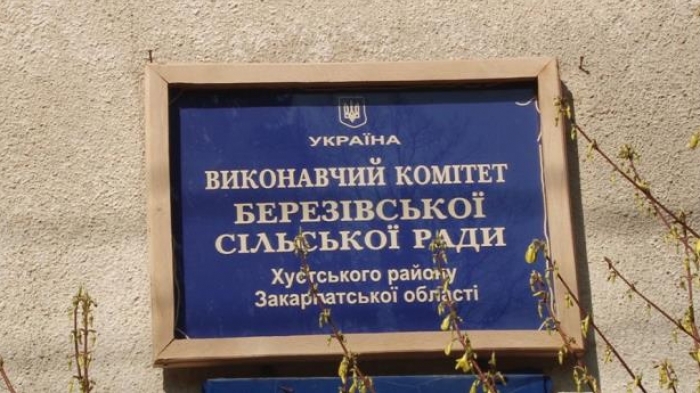 УКРАЇНА
ВИКОНАВЧИЙ КОМІТЕТ
БЕРЕЗІВСЬКОЇ
СІЛЬСЬКОЇ РАДИ
Хустського району
Закарпатської області